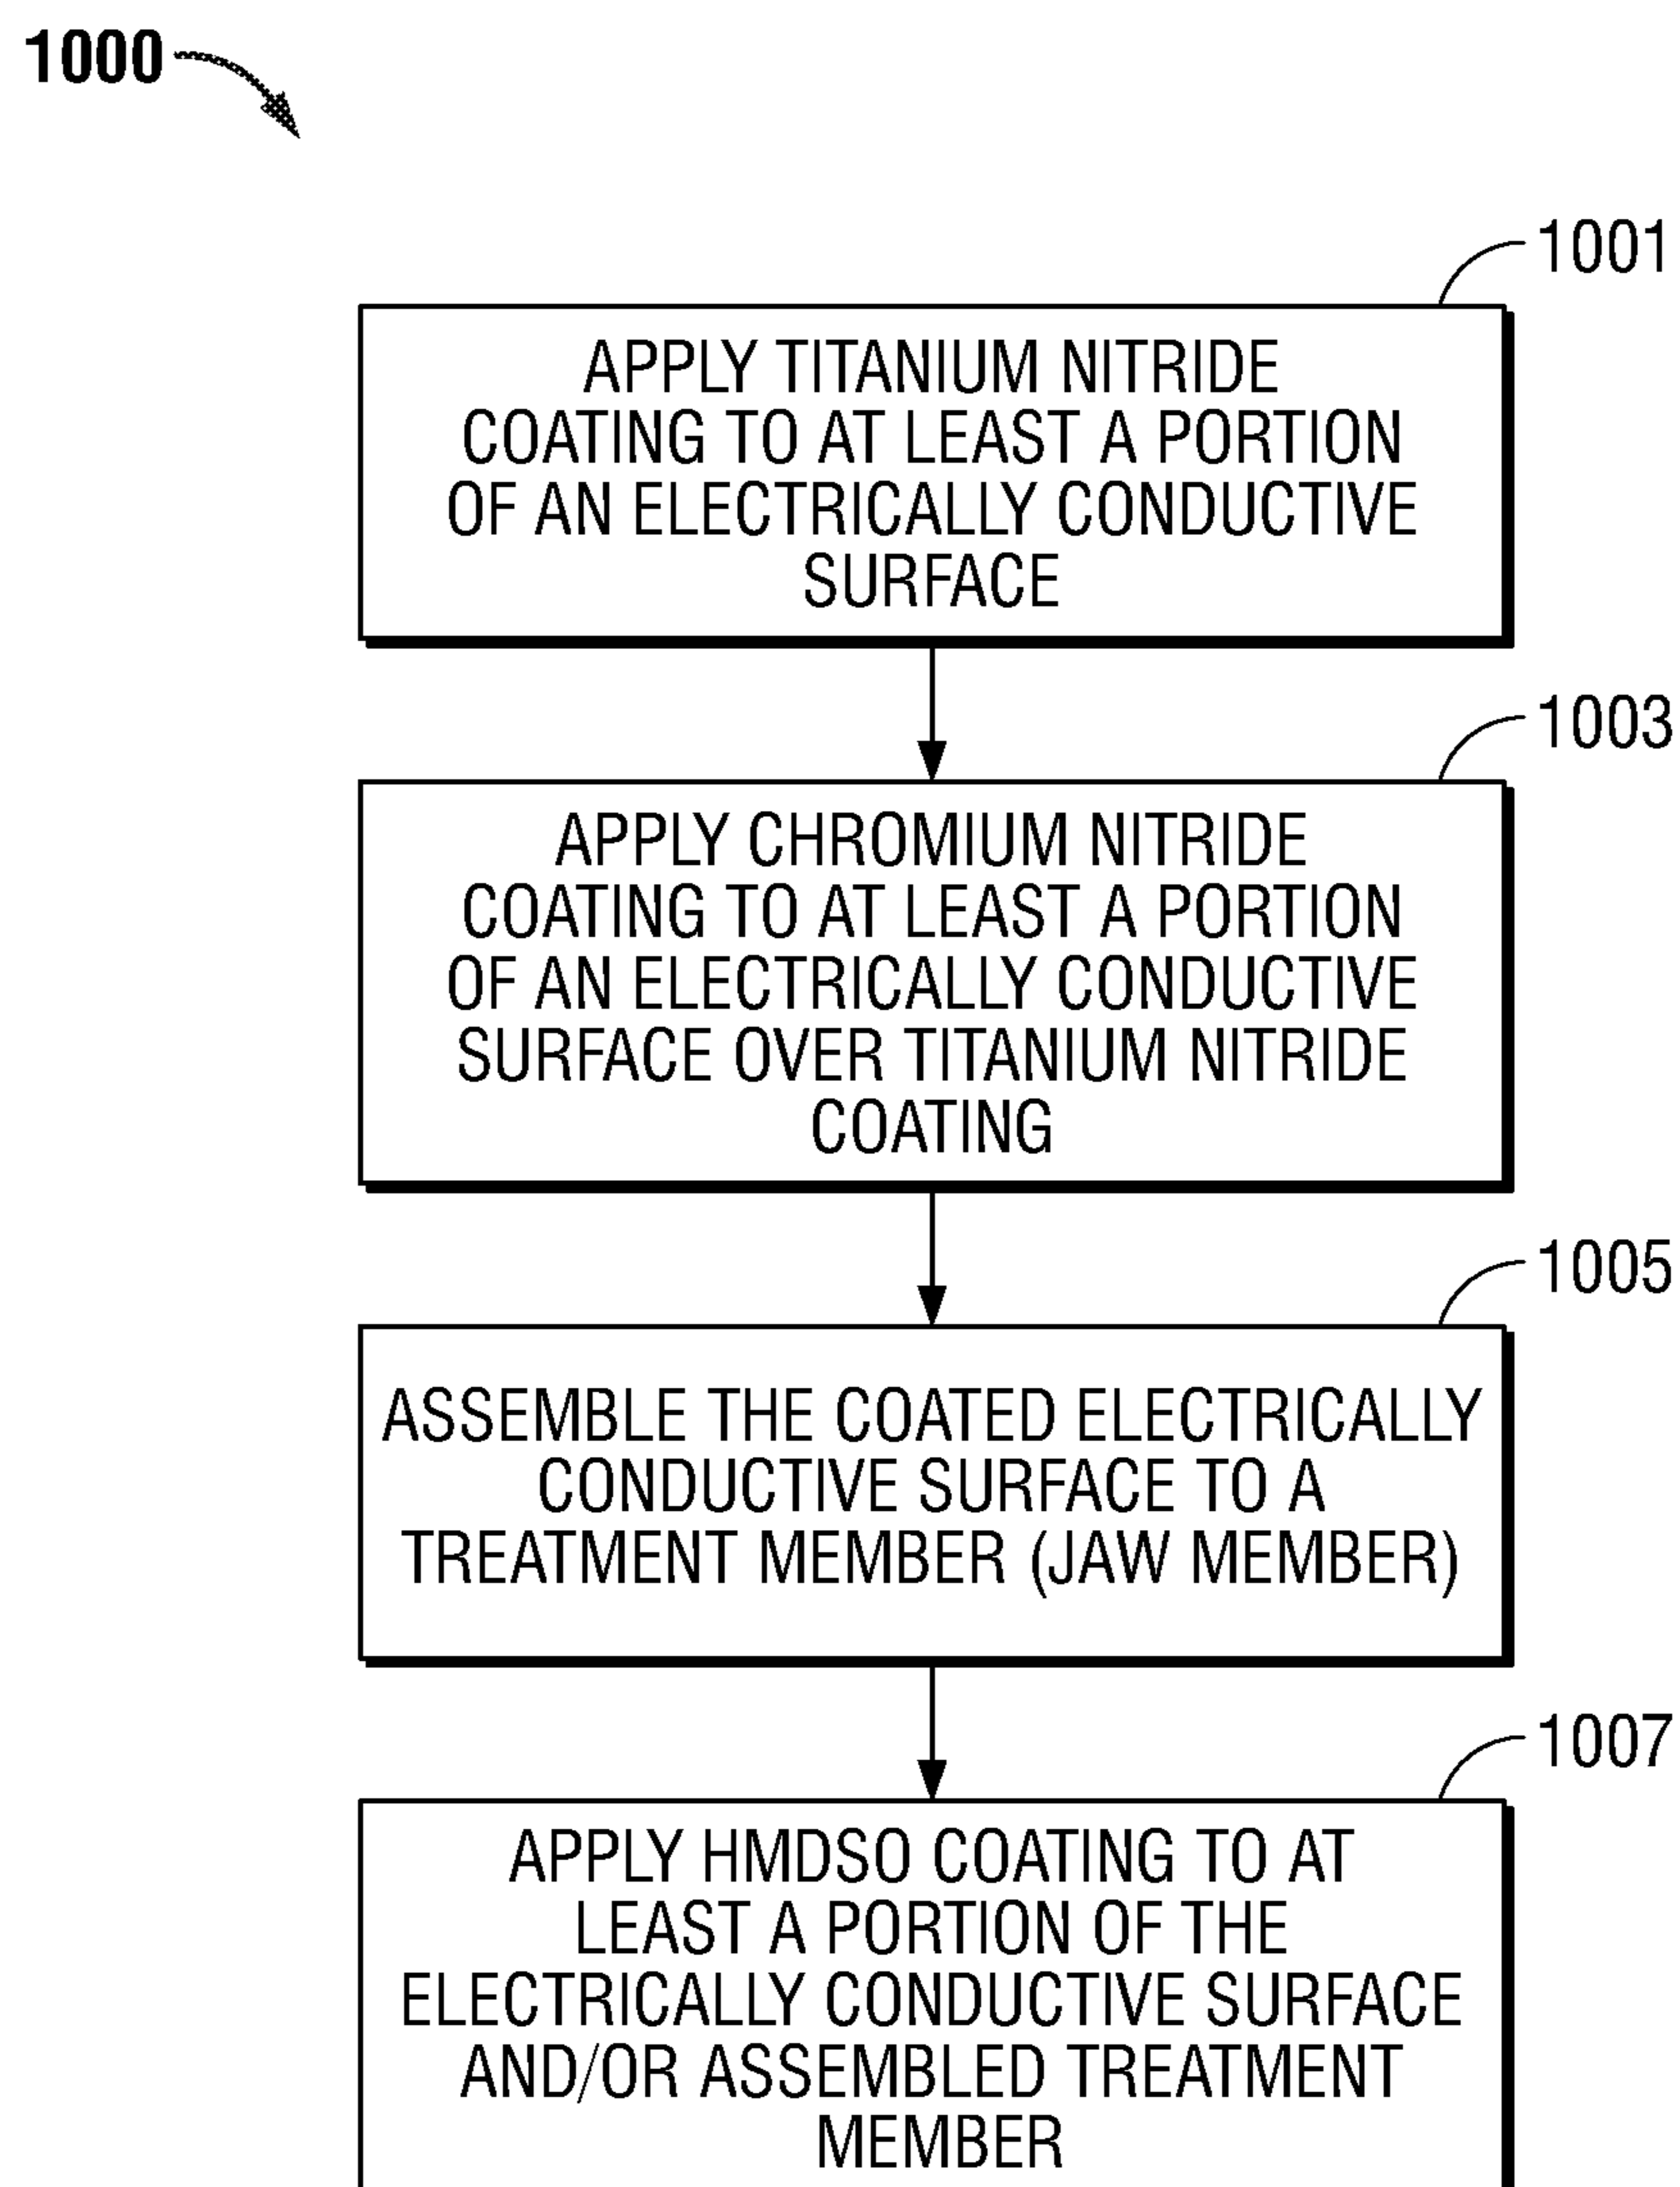 1000
1001
APPLY TITANIUM NITRIDE
COATING TO AT LEAST A PORTION
OF AN ELECTRICALLY CONDUCTIVE
SURFACE
1003
APPLY CHROMIUM NITRIDE
COATING TO AT LEAST A PORTION
OF AN ELECTRICALLY CONDUCTIVE
SURFACE OVER TITANIUM NITRIDE
COATING
1005
ASSEMBLE THE COATED ELECTRICALLY
CONDUCTIVE SURFACE TO A
TREATMENT MEMBER (JAW MEMBER)
1007
APPLY HMDSO COATING TO AT
LEAST A PORTION OF THE
ELECTRICALLY CONDUCTIVE SURFACE
AND/OR ASSEMBLED TREATMENT
MEMBER